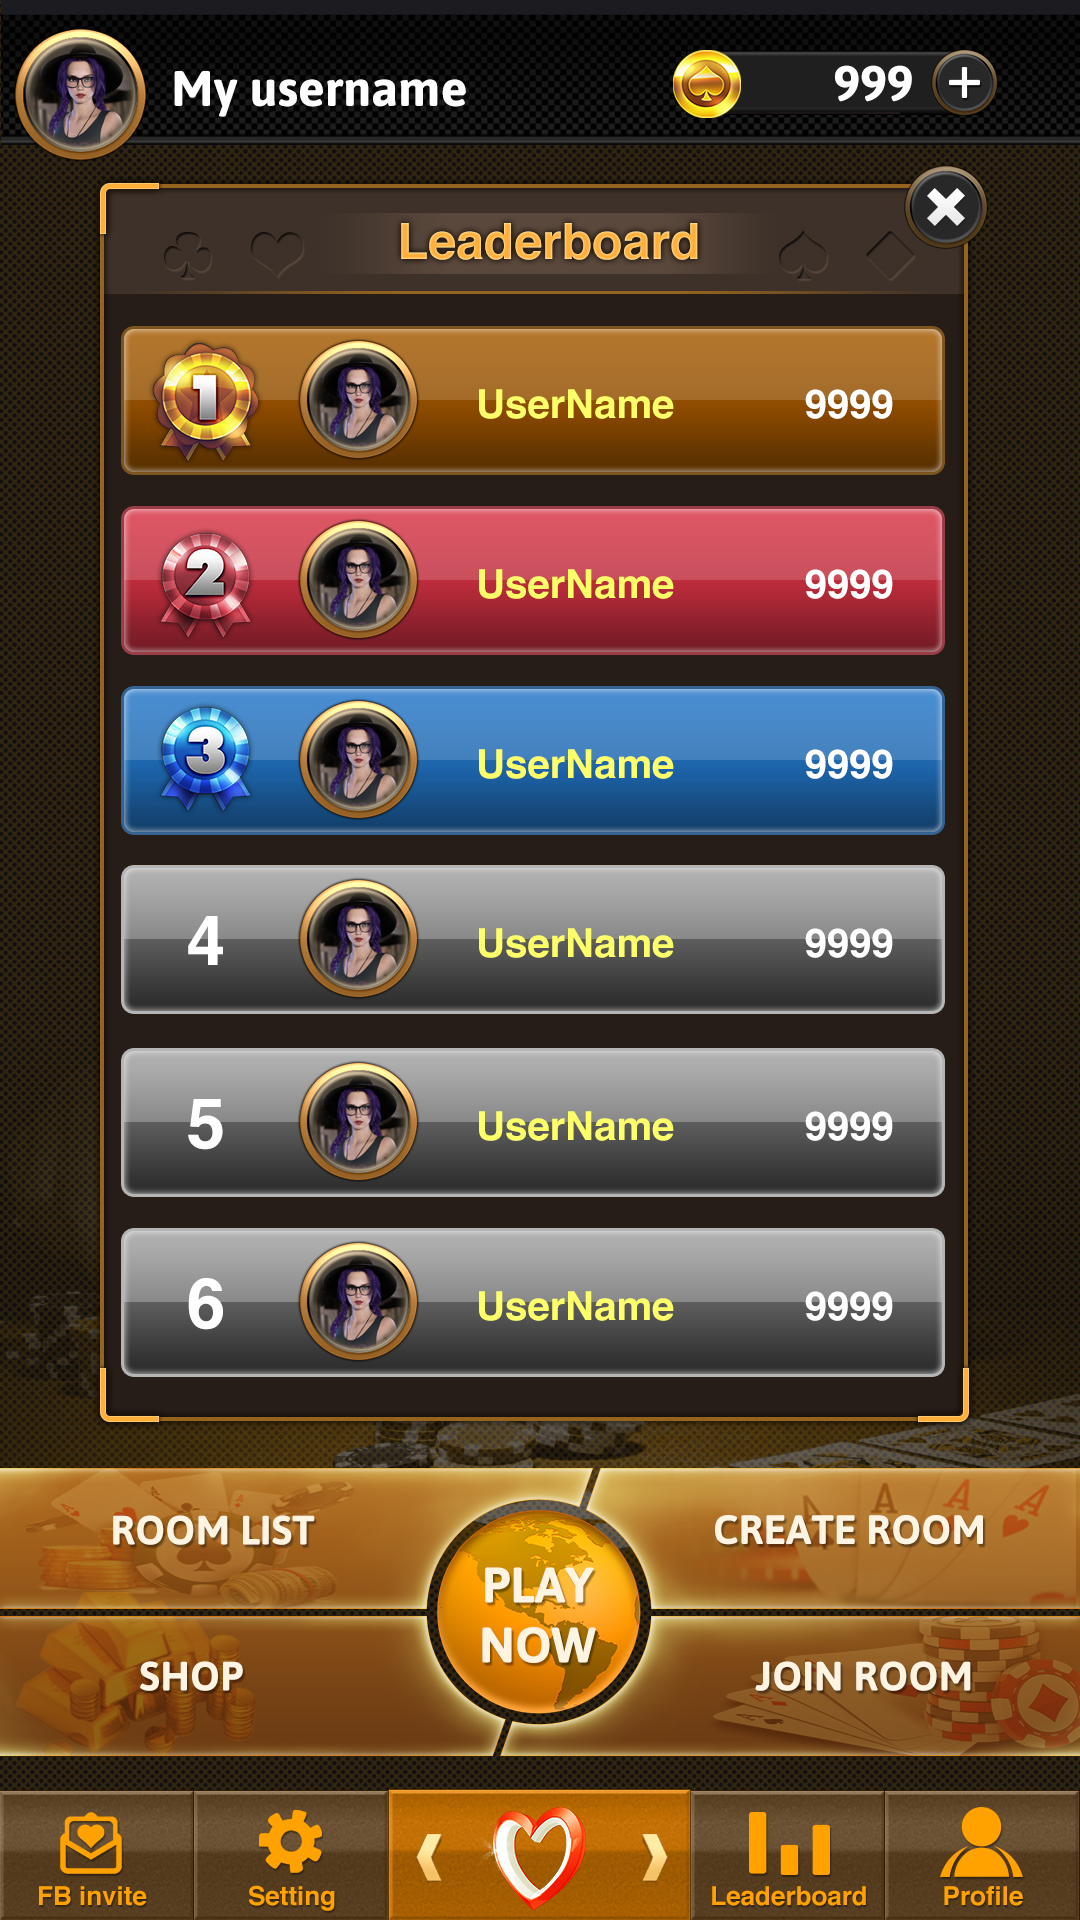 My username
999
Leaderboard
1 UserName 9999
2 UserName 9999
3 UserName 9999
4 UserName 9999
5 UserName 9999
6 UserName 9999
ROOM LIST
CREATE ROOM
PLAY
NOW
SHOP
JOIN ROOM
FB invite
Setting
Leaderboard
Profile